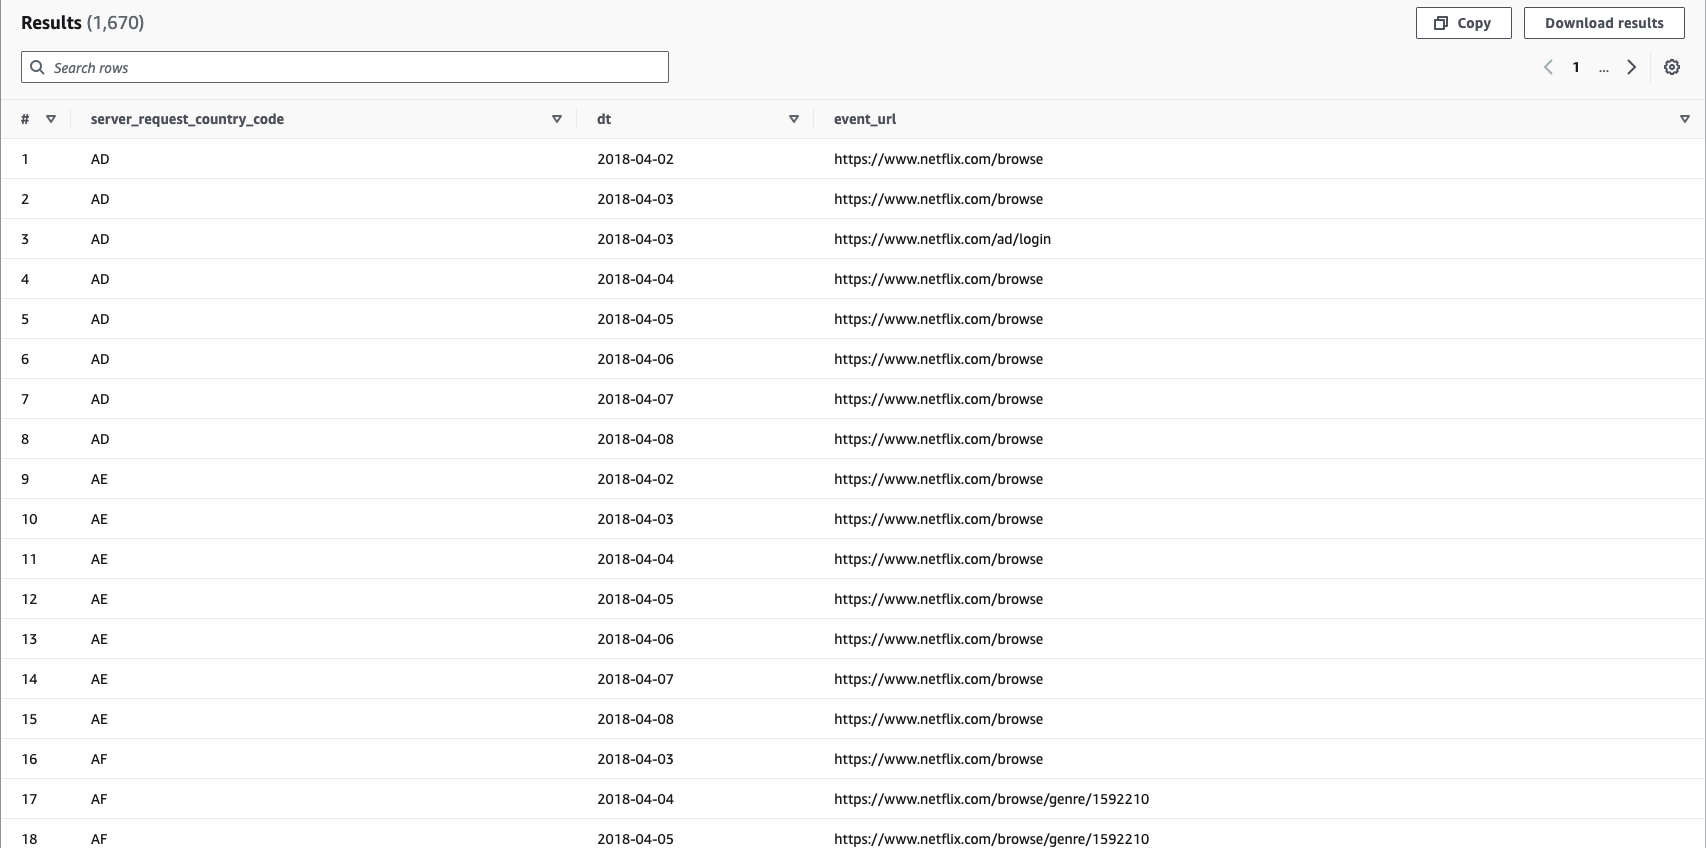 Results (1,670)
Copy
Download results
Search rows
1 ...
# server_request_country_code dt event_url
1 AD 2018-04-02 https://www.netflix.com/browse
2 AD 2018-04-03 https://www.netflix.com/browse
3 AD 2018-04-03 https://www.netflix.com/ad/login
4 AD 2018-04-04 https://www.netflix.com/browse
5 AD 2018-04-05 https://www.netflix.com/browse
6 AD 2018-04-06 https://www.netflix.com/browse
7 AD 2018-04-07 https://www.netflix.com/browse
8 AD 2018-04-08 https://www.netflix.com/browse
9 AE 2018-04-02 https://www.netflix.com/browse
10 AE 2018-04-03 https://www.netflix.com/browse
11 AE 2018-04-04 https://www.netflix.com/browse
12 AE 2018-04-05 https://www.netflix.com/browse
13 AE 2018-04-06 https://www.netflix.com/browse
14 AE 2018-04-07 https://www.netflix.com/browse
15 AE 2018-04-08 https://www.netflix.com/browse
16 AF 2018-04-03 https://www.netflix.com/browse
17 AF 2018-04-04 https://www.netflix.com/browse/genre/1592210
18 AF 2018-04-05 https://www.netflix.com/browse/genre/1592210